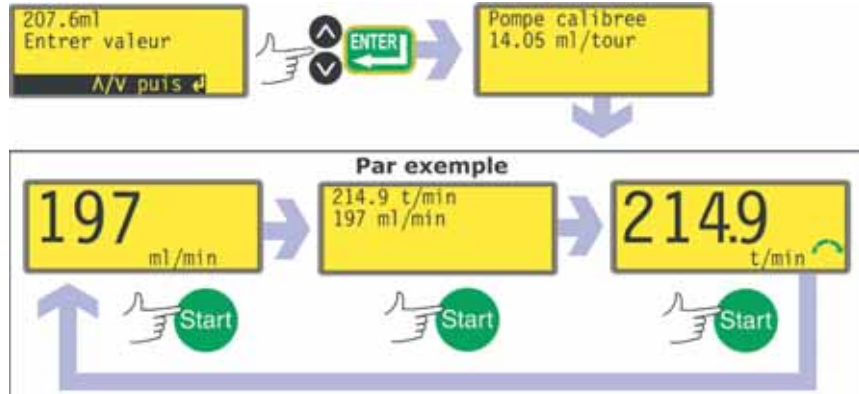 207.6ml
Entrer valeur
Λ/V puis ↲
ENTER
Pompe calibree
14.05 ml/tour
Par exemple
197
ml/min
214.9 t/min
197 ml/min
214.9
t/min
Start
Start
Start